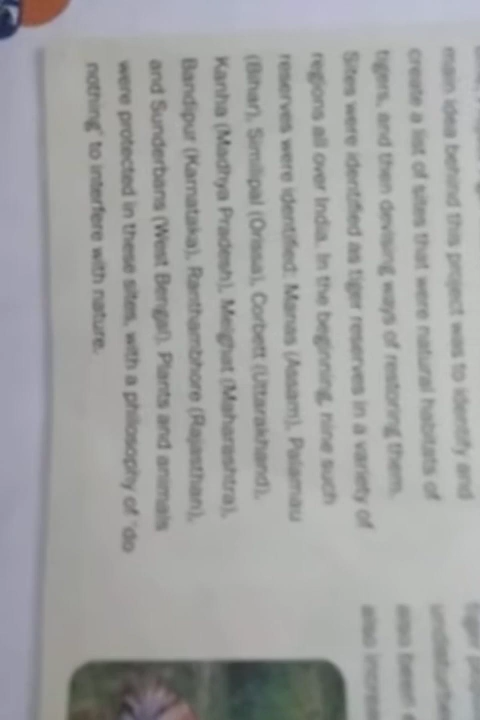 main idea behind this project was to identify and
create a list of sites that were natural habitats of
tigers, and then devising ways of restoring them.
Sites were identified as tiger reserves in a variety of
regions all over India. In the beginning, nine such
reserves were identified: Manas (Assam), Palamau
(Bihar), Similipal (Orissa), Corbett (Uttarakhand),
Kanha (Madhya Pradesh), Melghat (Maharashtra),
Bandipur (Karnataka), Ranthambhore (Rajasthan),
and Sunderbans (West Bengal). Plants and animals
were protected in these sites, with a philosophy of 'do
nothing' to interfere with nature.
also been